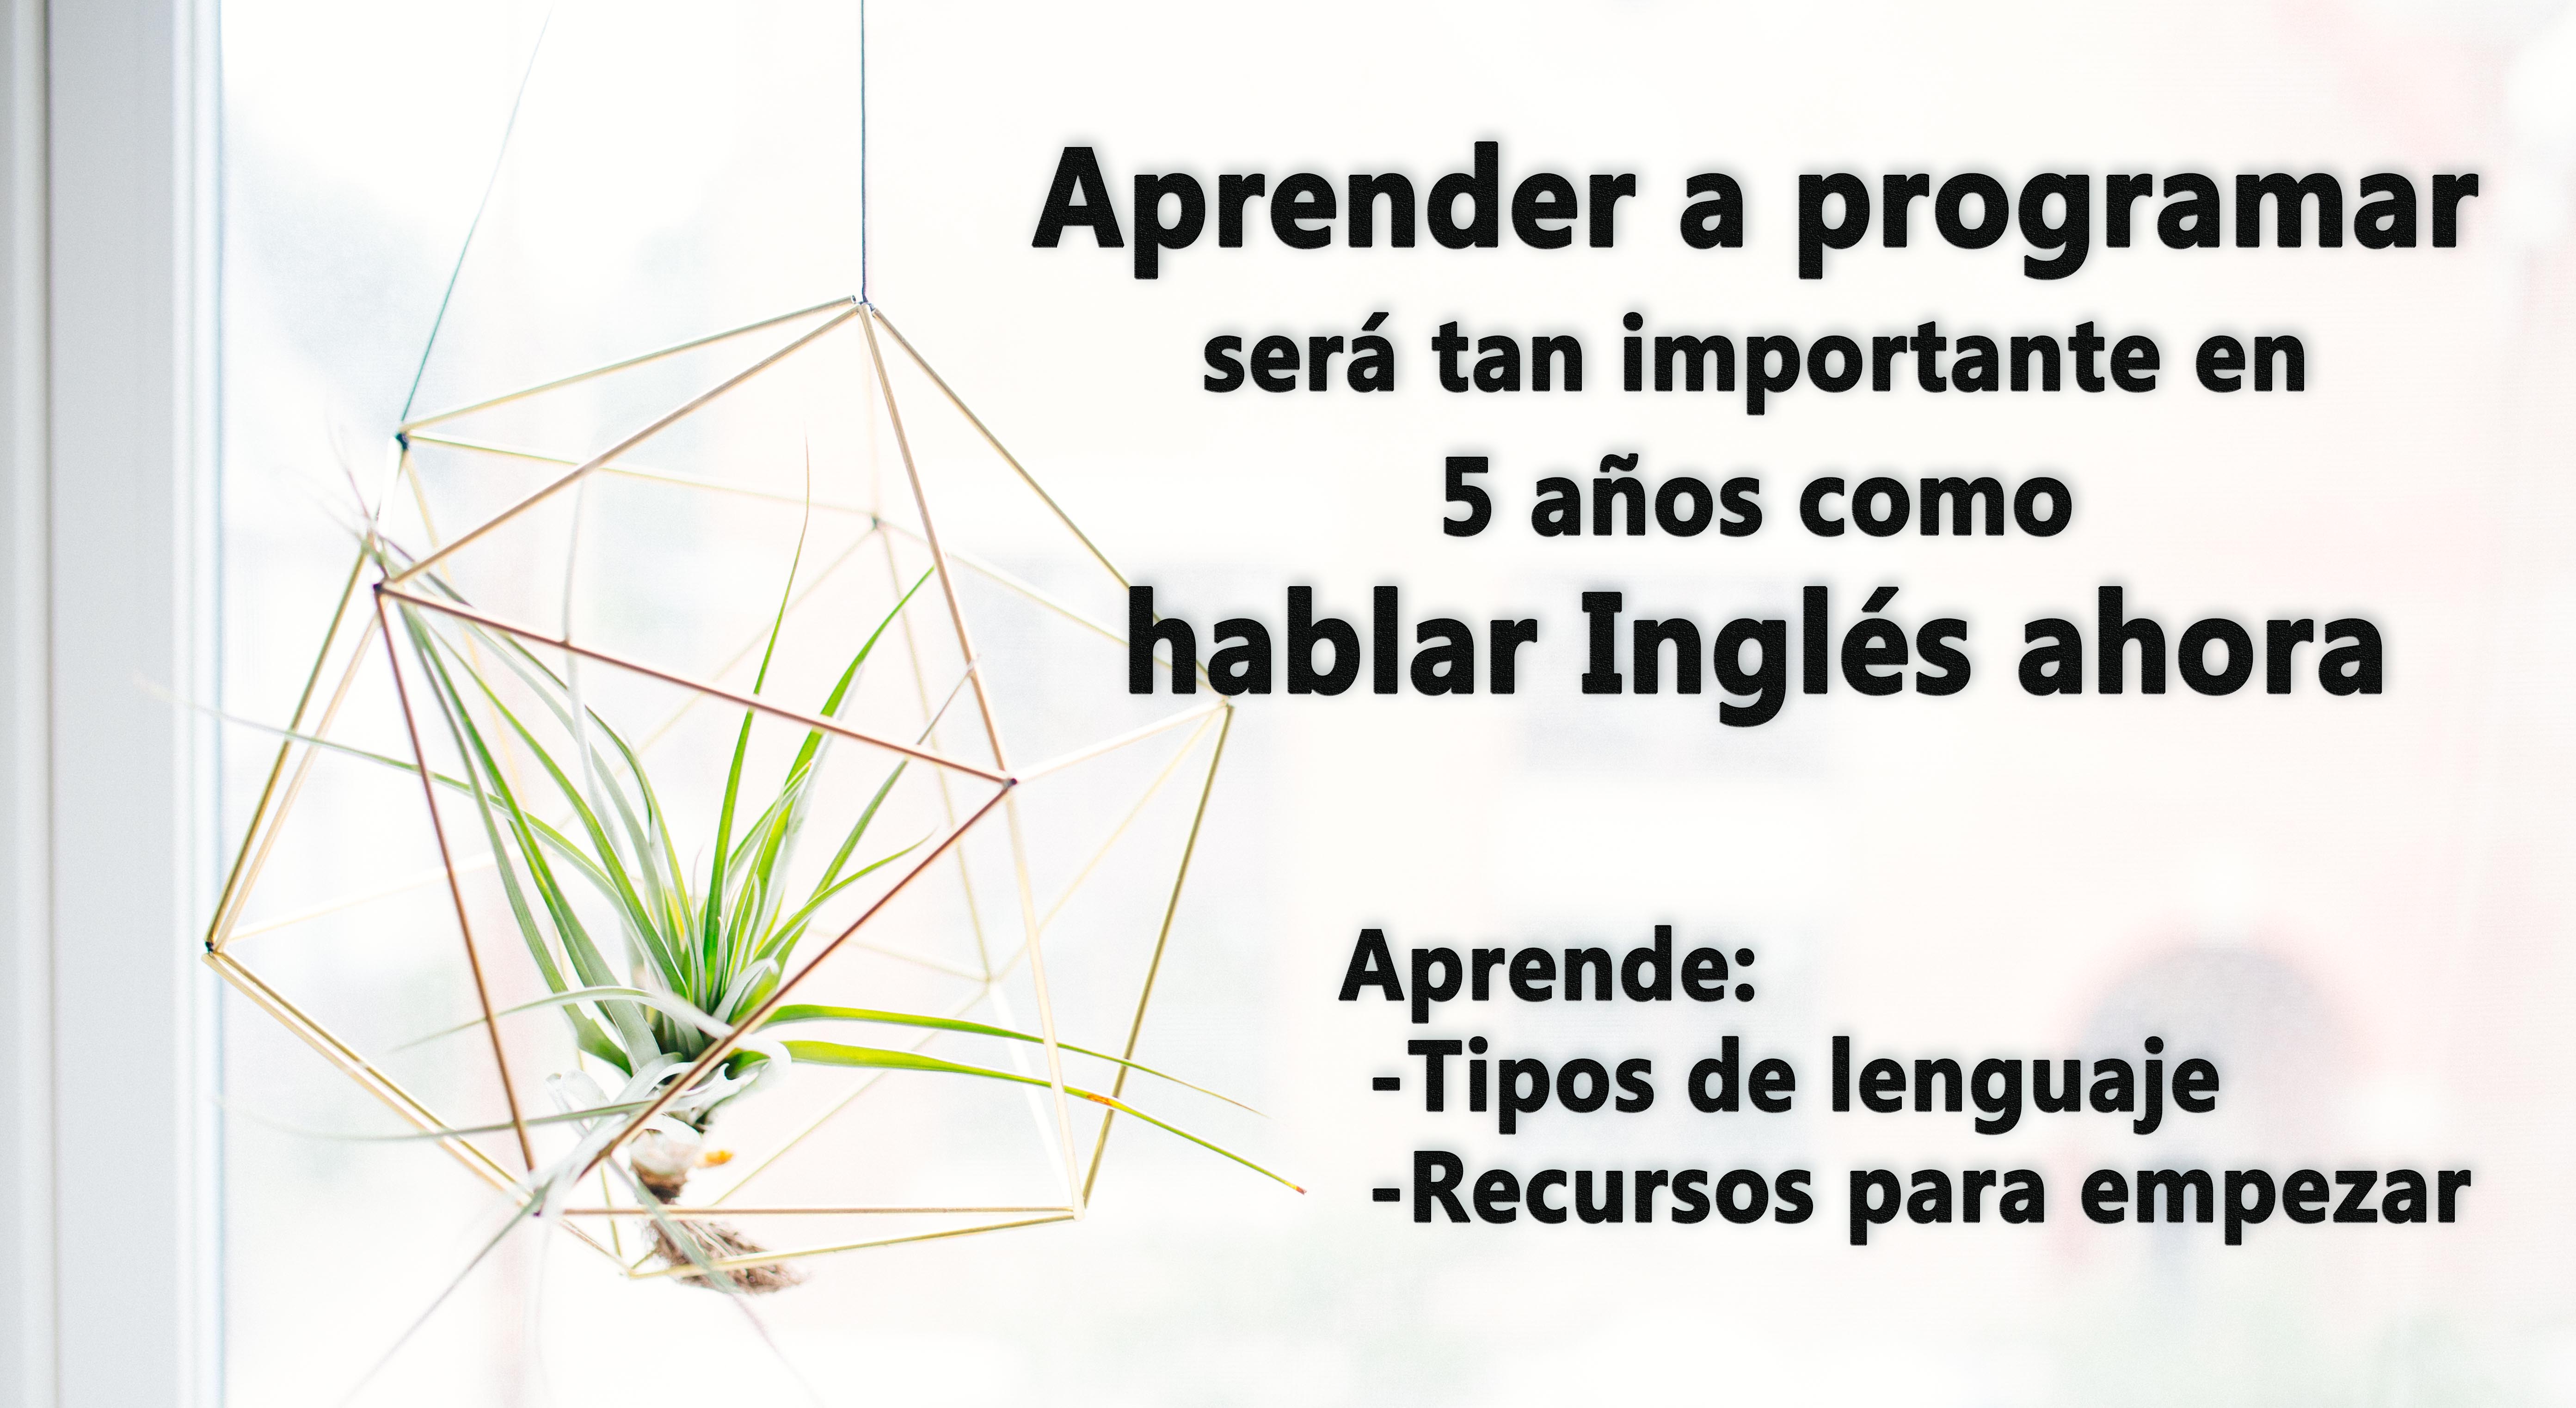 Aprender a programar
será tan importante en
5 años como
hablar Inglés ahora
Aprende:
-Tipos de lenguaje
-Recursos para empezar